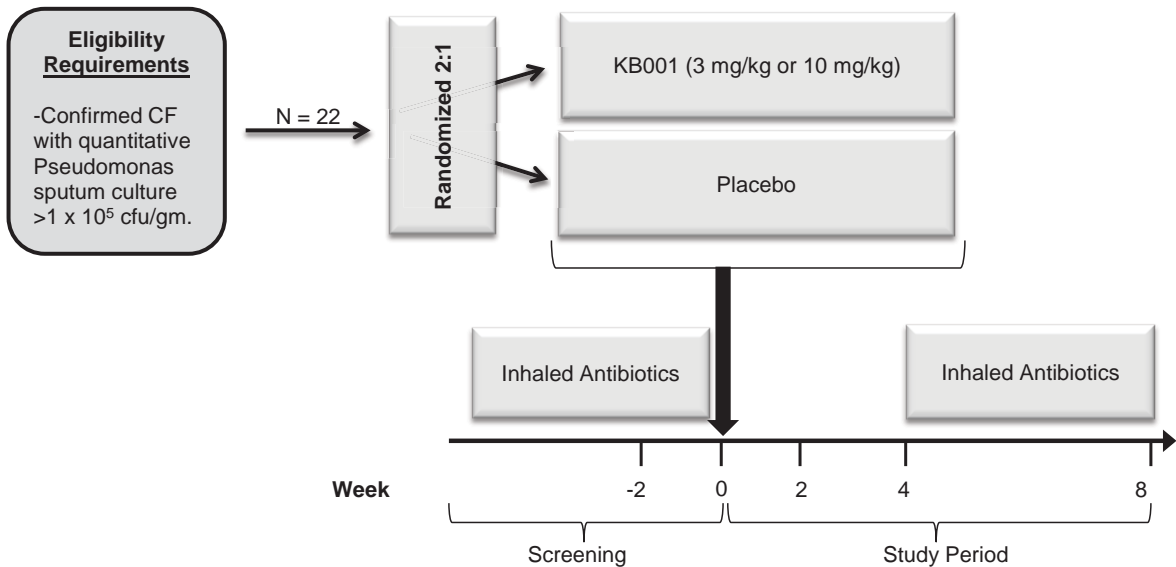 Eligibility
Requirements
-Confirmed CF
with quantitative
Pseudomonas
sputum culture
>1 x 10⁵ cfu/gm.
N = 22
Randomized 2:1
KB001 (3 mg/kg or 10 mg/kg)
Placebo
Inhaled Antibiotics
Inhaled Antibiotics
Week
-2
0
2
4
8
Screening
Study Period